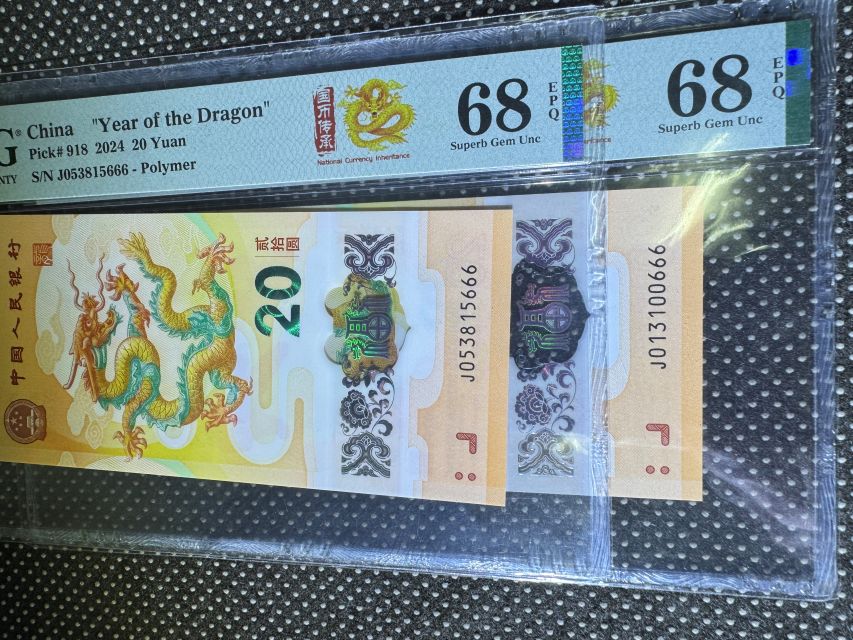 G®
NTY
China "Year of the Dragon"
Pick# 918 2024 20 Yuan
S/N J053815666 - Polymer
国币传承
National Currency Inheritance
68
EPQ
Superb Gem Unc
68
EPQ
Superb Gem Unc
中国人民银行
贰拾圆
20
J053815666
J013100666